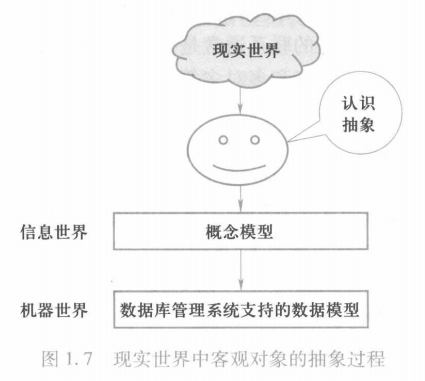 现实世界
认识
抽象
信息世界
概念模型
机器世界
数据库管理系统支持的数据模型
图 1.7 现实世界中客观对象的抽象过程